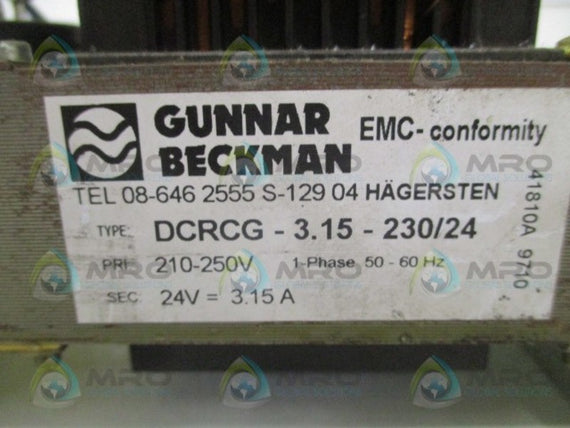 GUNNAR
BECKMAN
EMC-conformity
TEL 08-646 2555 S-129 04 HÄGERSTEN
TYPE: DCRCG - 3.15 - 230/24
PRI: 210-250V 1-Phase 50 - 60 Hz
SEC: 24V = 3.15 A
41810A 9710
MRO